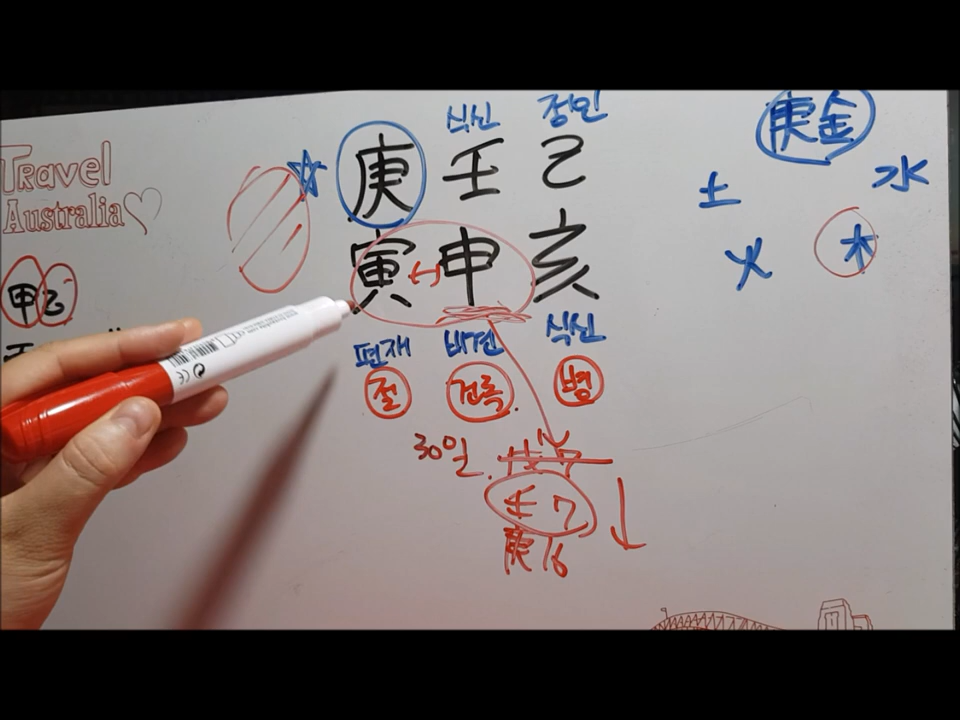 Travel
Australia
甲乙
식신 정인
庚 壬 己
寅 申 亥
편재 비견 식신
절 건록 병
30일
壬 7
庚 16
庚金
土 水
火 木